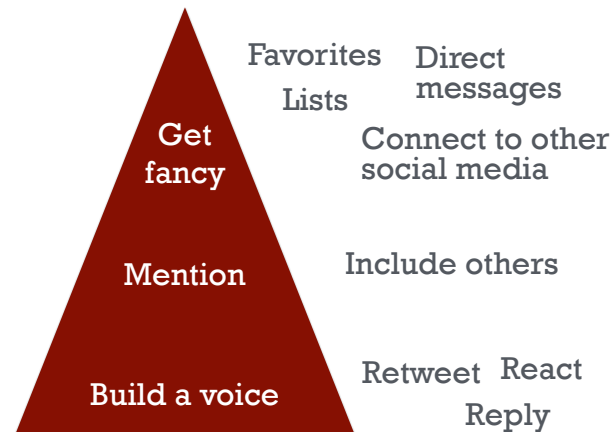 Favorites
Direct
messages
Lists
Get
fancy
Connect to other
social media
Mention
Include others
Build a voice
Retweet
React
Reply